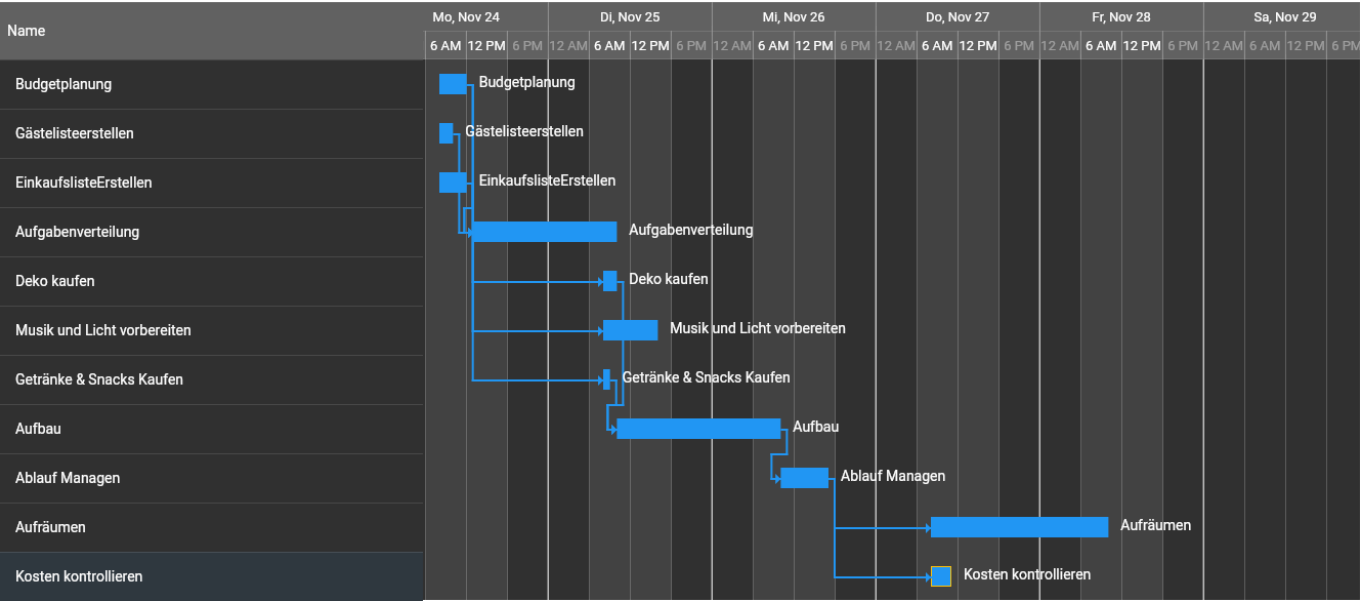 Name
Mo, Nov 24 Di, Nov 25 Mi, Nov 26 Do, Nov 27 Fr, Nov 28 Sa, Nov 29
6 AM 12 PM 6 PM 12 AM 6 AM 12 PM 6 PM 12 AM 6 AM 12 PM 6 PM 12 AM 6 AM 12 PM 6 PM 12 AM 6 AM 12 PM 6 PM 12 AM 6 AM 12 PM 6 PM
Budgetplanung Budgetplanung
Gästelisteerstellen Gästelisteerstellen
EinkaufslisteErstellen EinkaufslisteErstellen
Aufgabenverteilung Aufgabenverteilung
Deko kaufen Deko kaufen
Musik und Licht vorbereiten Musik und Licht vorbereiten
Getränke & Snacks Kaufen Getränke & Snacks Kaufen
Aufbau Aufbau
Ablauf Managen Ablauf Managen
Aufräumen Aufräumen
Kosten kontrollieren Kosten kontrollieren